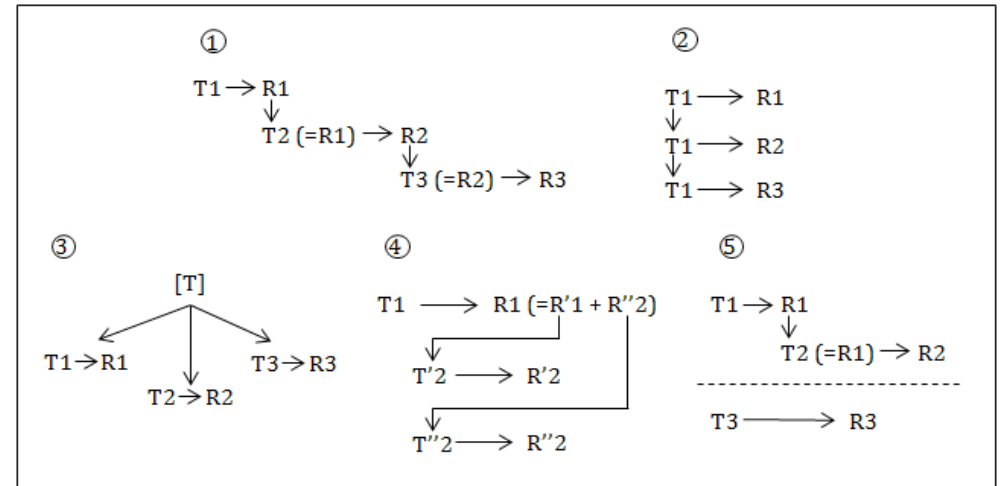 ①
T1 → R1
T2 (=R1) → R2
T3 (=R2) → R3
②
T1 → R1
T1 → R2
T1 → R3
③
[T]
T1→R1
T2→R2
T3→R3
④
T1 → R1 (=R'1 + R''2)
T'2 → R'2
T''2 → R''2
⑤
T1 → R1
T2 (=R1) → R2
T3 → R3